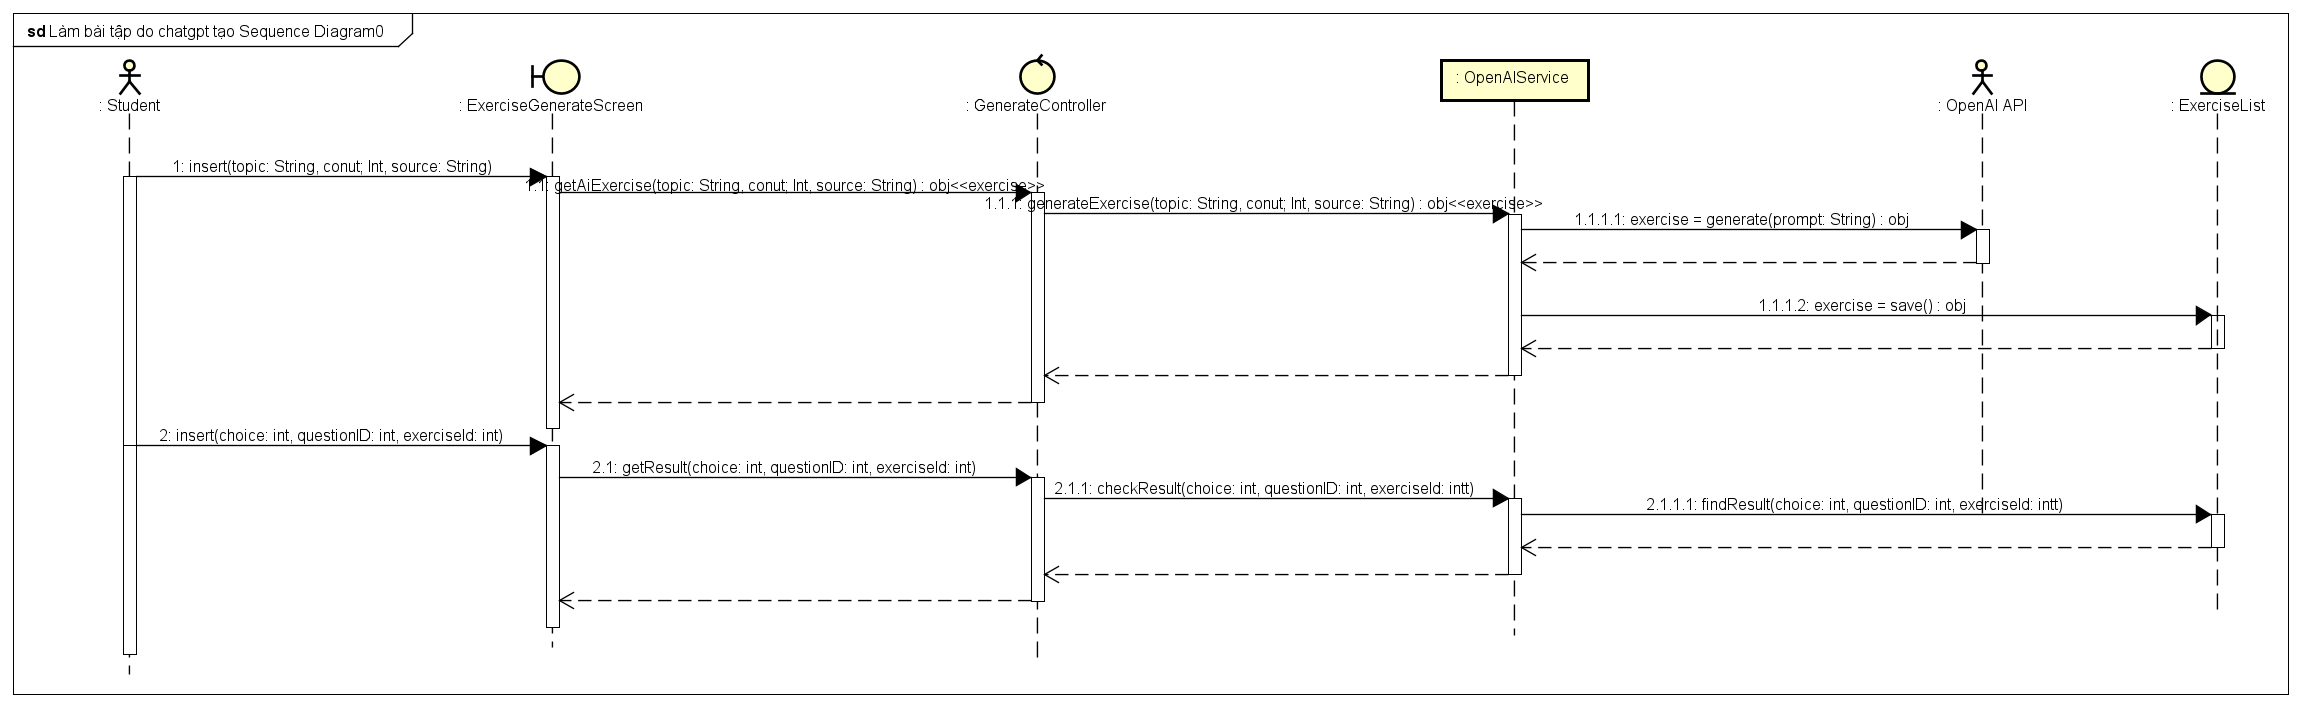 sd Làm bài tập do chatgpt tạo Sequence Diagram0
: Student
: ExerciseGenerateScreen
: GenerateController
: OpenAIService
: OpenAI API
: ExerciseList
1: insert(topic: String, conut; Int, source: String)
1.1: getAiExercise(topic: String, conut; Int, source: String) : obj<<exercise>>
1.1.1: generateExercise(topic: String, conut; Int, source: String) : obj<<exercise>>
1.1.1.1: exercise = generate(prompt: String) : obj
1.1.1.2: exercise = save() : obj
2: insert(choice: int, questionID: int, exerciseId: int)
2.1: getResult(choice: int, questionID: int, exerciseId: int)
2.1.1: checkResult(choice: int, questionID: int, exerciseId: intt)
2.1.1.1: findResult(choice: int, questionID: int, exerciseId: intt)